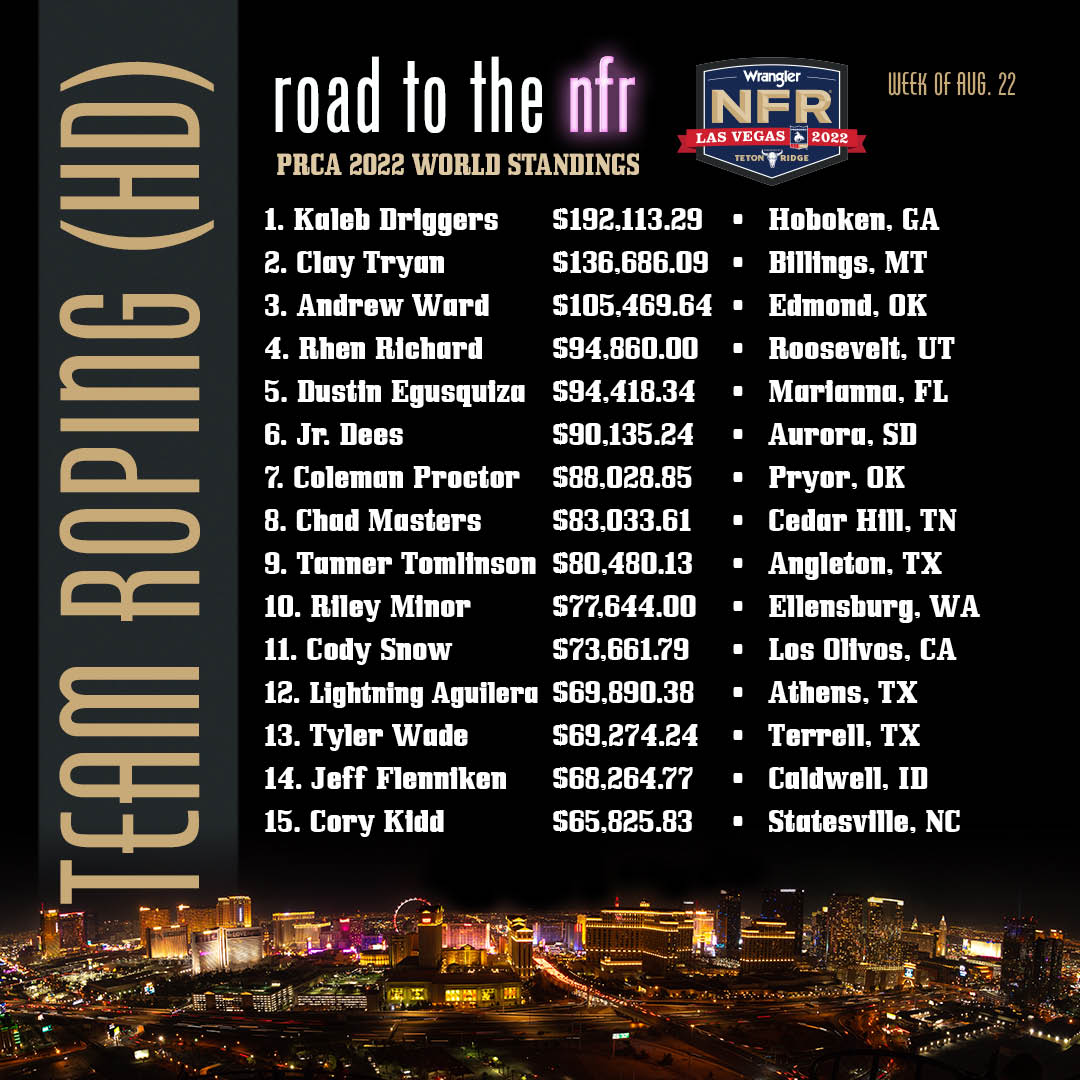 TEAM ROPING (HD)
road to the nfr
PRCA 2022 WORLD STANDINGS
Wrangler
NFR
LAS VEGAS 2022
TETON RIDGE
WEEK OF AUG. 22
1. Kaleb Driggers $192,113.29 • Hoboken, GA
2. Clay Tryan $136,686.09 • Billings, MT
3. Andrew Ward $105,469.64 • Edmond, OK
4. Rhen Richard $94,860.00 • Roosevelt, UT
5. Dustin Egusquiza $94,418.34 • Marianna, FL
6. Jr. Dees $90,135.24 • Aurora, SD
7. Coleman Proctor $88,028.85 • Pryor, OK
8. Chad Masters $83,033.61 • Cedar Hill, TN
9. Tanner Tomlinson $80,480.13 • Angleton, TX
10. Riley Minor $77,644.00 • Ellensburg, WA
11. Cody Snow $73,661.79 • Los Olivos, CA
12. Lightning Aguilera $69,890.38 • Athens, TX
13. Tyler Wade $69,274.24 • Terrell, TX
14. Jeff Flenniken $68,264.77 • Caldwell, ID
15. Cory Kidd $65,825.83 • Statesville, NC